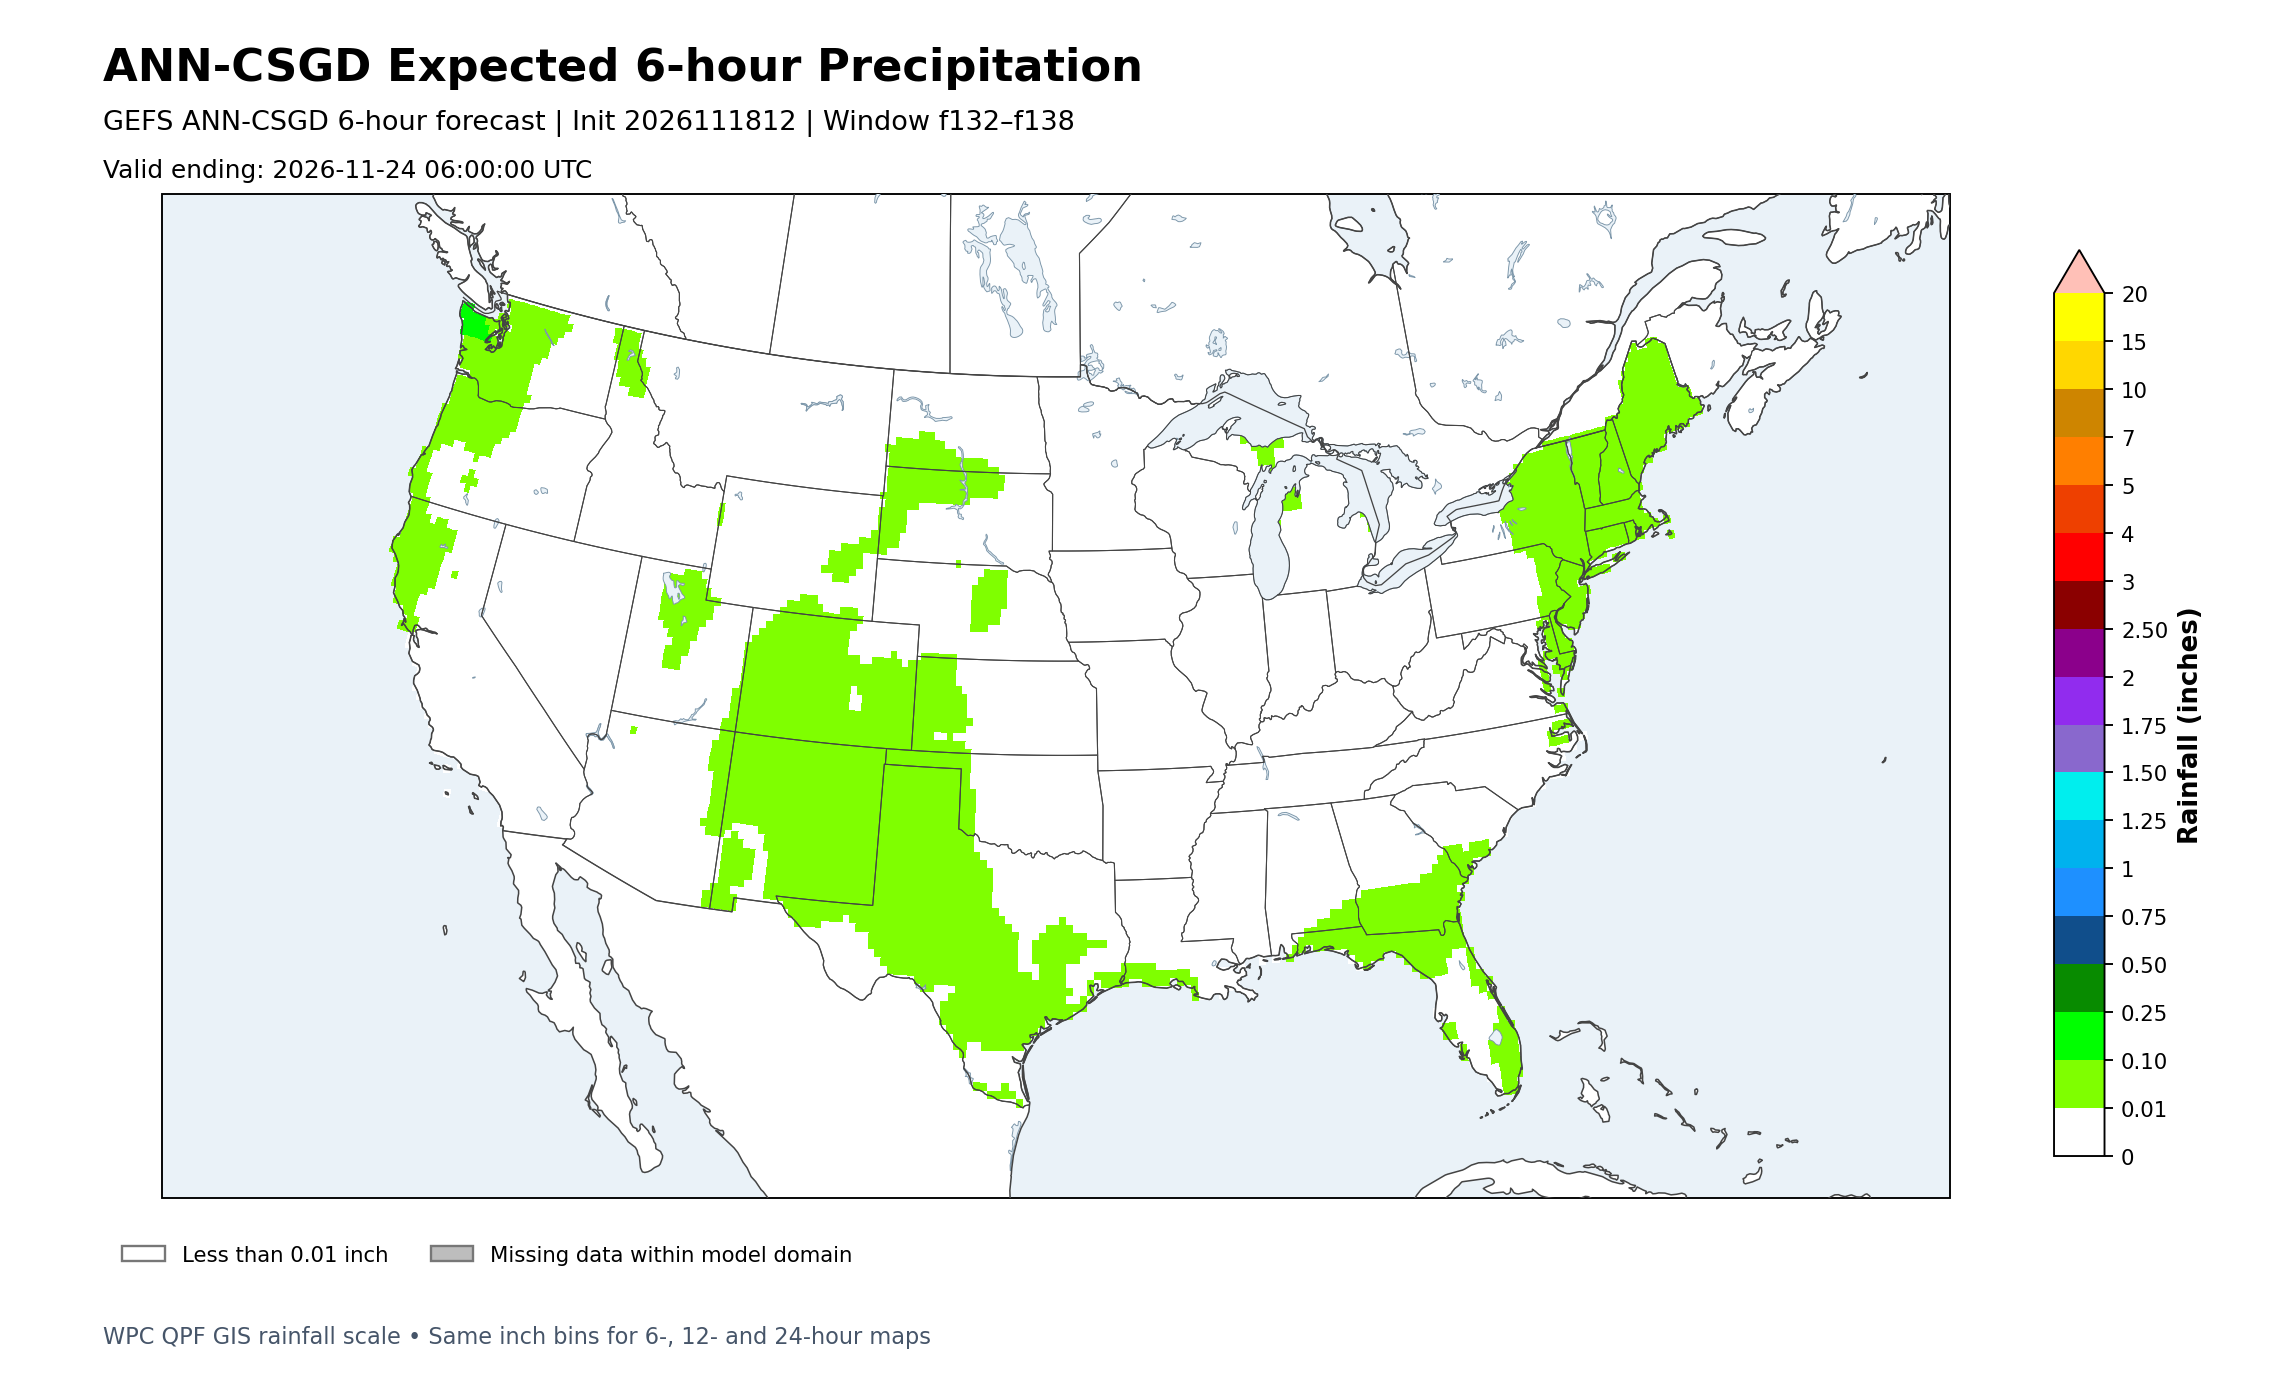 ANN-CSGD Expected 6-hour Precipitation
GEFS ANN-CSGD 6-hour forecast | Init 2026111812 | Window f132–f138
Valid ending: 2026-11-24 06:00:00 UTC
20
15
10
7
5
4
3
2.50
2
1.75
1.50
1.25
1
0.75
0.50
0.25
0.10
0.01
0
Rainfall (inches)
Less than 0.01 inch
Missing data within model domain
WPC QPF GIS rainfall scale • Same inch bins for 6-, 12- and 24-hour maps